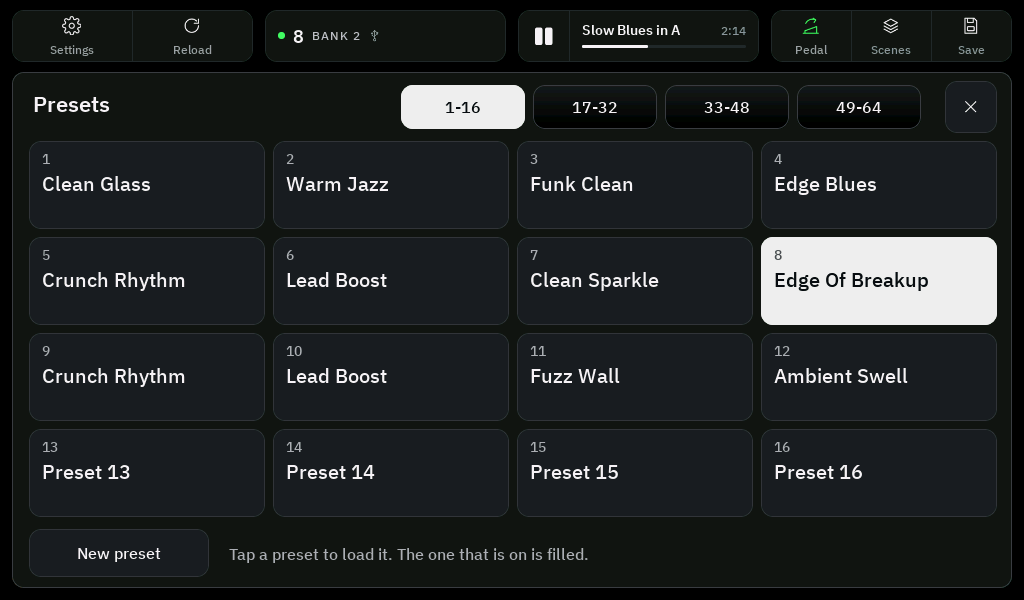 Settings
Reload
8 BANK 2
Slow Blues in A 2:14
Pedal
Scenes
Save
Presets
1-16
17-32
33-48
49-64
1
Clean Glass
2
Warm Jazz
3
Funk Clean
4
Edge Blues
5
Crunch Rhythm
6
Lead Boost
7
Clean Sparkle
8
Edge Of Breakup
9
Crunch Rhythm
10
Lead Boost
11
Fuzz Wall
12
Ambient Swell
13
Preset 13
14
Preset 14
15
Preset 15
16
Preset 16
New preset
Tap a preset to load it. The one that is on is filled.